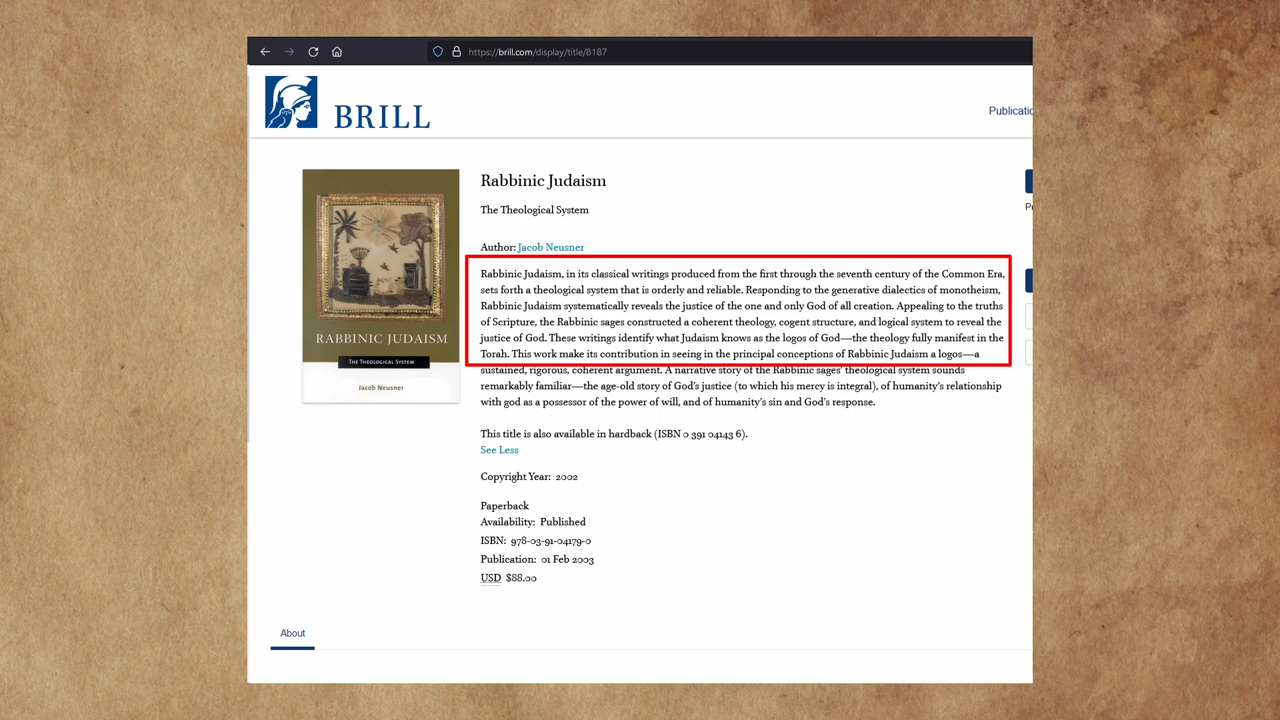 https://brill.com/display/title/8187
BRILL
Publicatio
RABBINIC JUDAISM
THE THEOLOGICAL SYSTEM
Jacob Neusner
Rabbinic Judaism
The Theological System
Author: Jacob Neusner
Rabbinic Judaism, in its classical writings produced from the first through the seventh century of the Common Era,
sets forth a theological system that is orderly and reliable. Responding to the generative dialectics of monotheism,
Rabbinic Judaism systematically reveals the justice of the one and only God of all creation. Appealing to the truths
of Scripture, the Rabbinic sages constructed a coherent theology, cogent structure, and logical system to reveal the
justice of God. These writings identify what Judaism knows as the logos of God—the theology fully manifest in the
Torah. This work make its contribution in seeing in the principal conceptions of Rabbinic Judaism a logos—a
sustained, rigorous, coherent argument. A narrative story of the Rabbinic sages' theological system sounds
remarkably familiar—the age-old story of God's justice (to which his mercy is integral), of humanity's relationship
with god as a possessor of the power of will, and of humanity's sin and God's response.
This title is also available in hardback (ISBN 0 391 04143 6).
See Less
Copyright Year: 2002
Paperback
Availability: Published
ISBN: 978-03-91-04179-0
Publication: 01 Feb 2003
USD $88.00
Pr
About